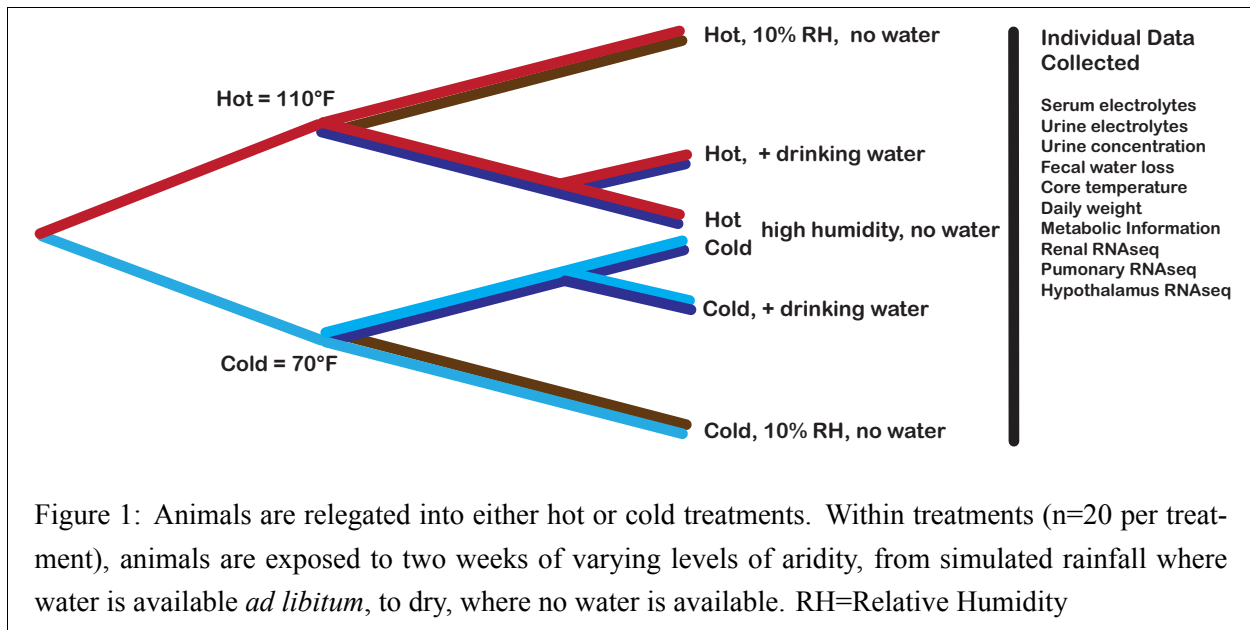 Hot, 10% RH, no water
Hot = 110°F
Hot, + drinking water
Hot
Cold
high humidity, no water
Cold, + drinking water
Cold = 70°F
Cold, 10% RH, no water
Individual Data
Collected
Serum electrolytes
Urine electrolytes
Urine concentration
Fecal water loss
Core temperature
Daily weight
Metabolic Information
Renal RNAseq
Pumonary RNAseq
Hypothalamus RNAseq
Figure 1: Animals are relegated into either hot or cold treatments. Within treatments (n=20 per treat-
ment), animals are exposed to two weeks of varying levels of aridity, from simulated rainfall where
water is available ad libitum, to dry, where no water is available. RH=Relative Humidity